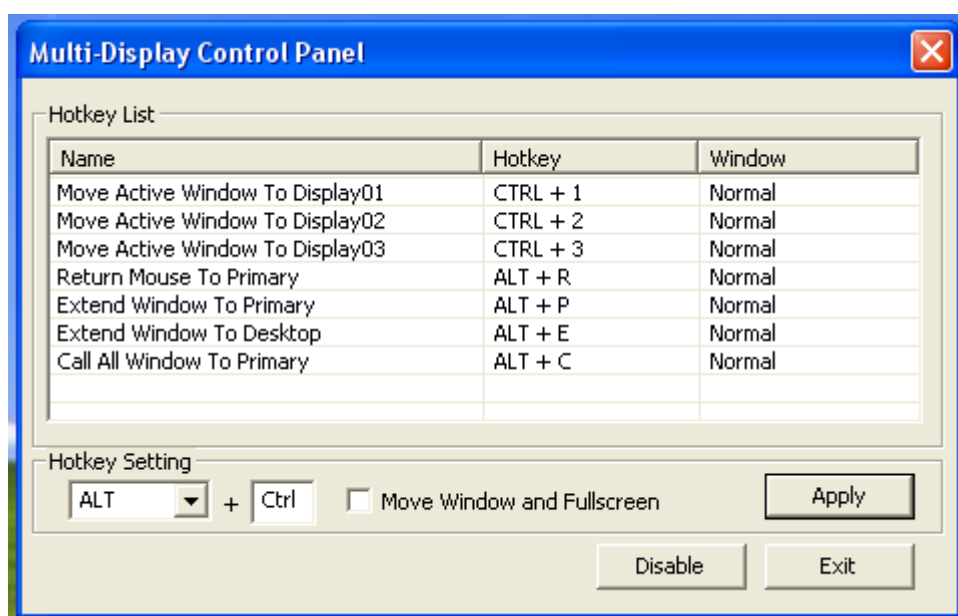 Multi-Display Control Panel
Hotkey List
Name Hotkey Window
Move Active Window To Display01 CTRL + 1 Normal
Move Active Window To Display02 CTRL + 2 Normal
Move Active Window To Display03 CTRL + 3 Normal
Return Mouse To Primary ALT + R Normal
Extend Window To Primary ALT + P Normal
Extend Window To Desktop ALT + E Normal
Call All Window To Primary ALT + C Normal
Hotkey Setting
ALT + Ctrl Move Window and Fullscreen Apply
Disable Exit